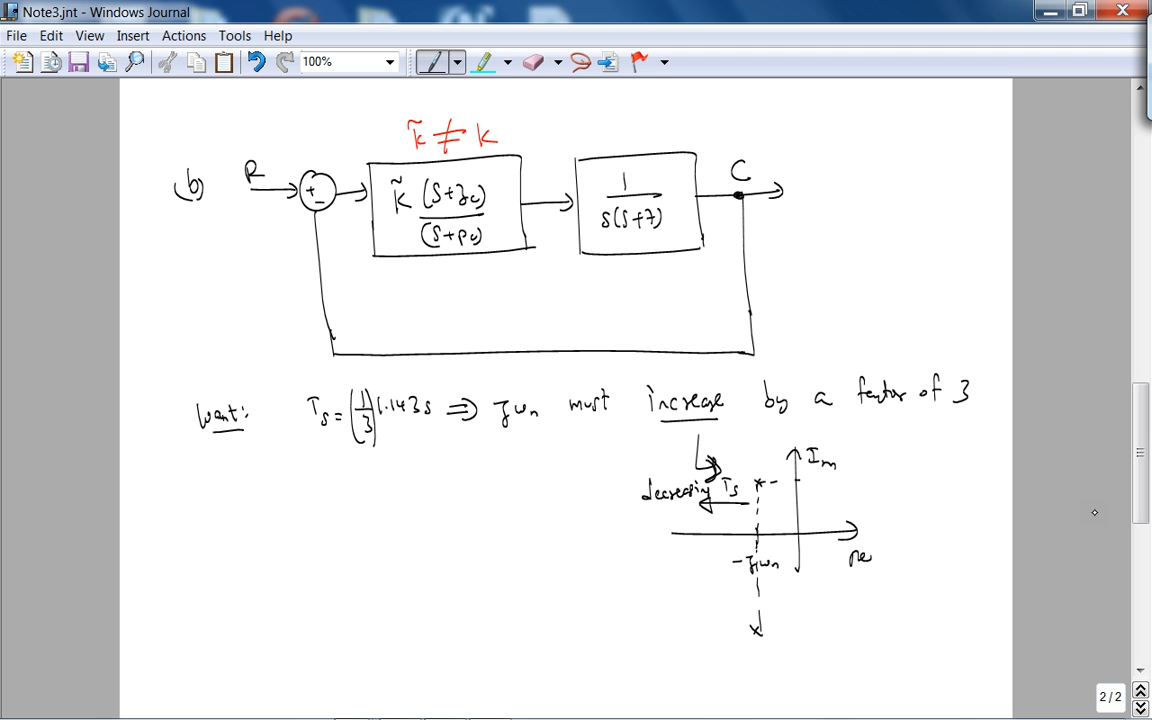 Note3.jnt - Windows Journal
File Edit View Insert Actions Tools Help
100%
k̃ ≠ k
(b) R + - k̃ (s+zc) / (s+pc) 1 / s(s+7) C
Want: Ts = (1/3) 1.143s ⇒ ζωn must increase by a factor of 3
Im
decreasing Ts
-ζωn Re
2/2